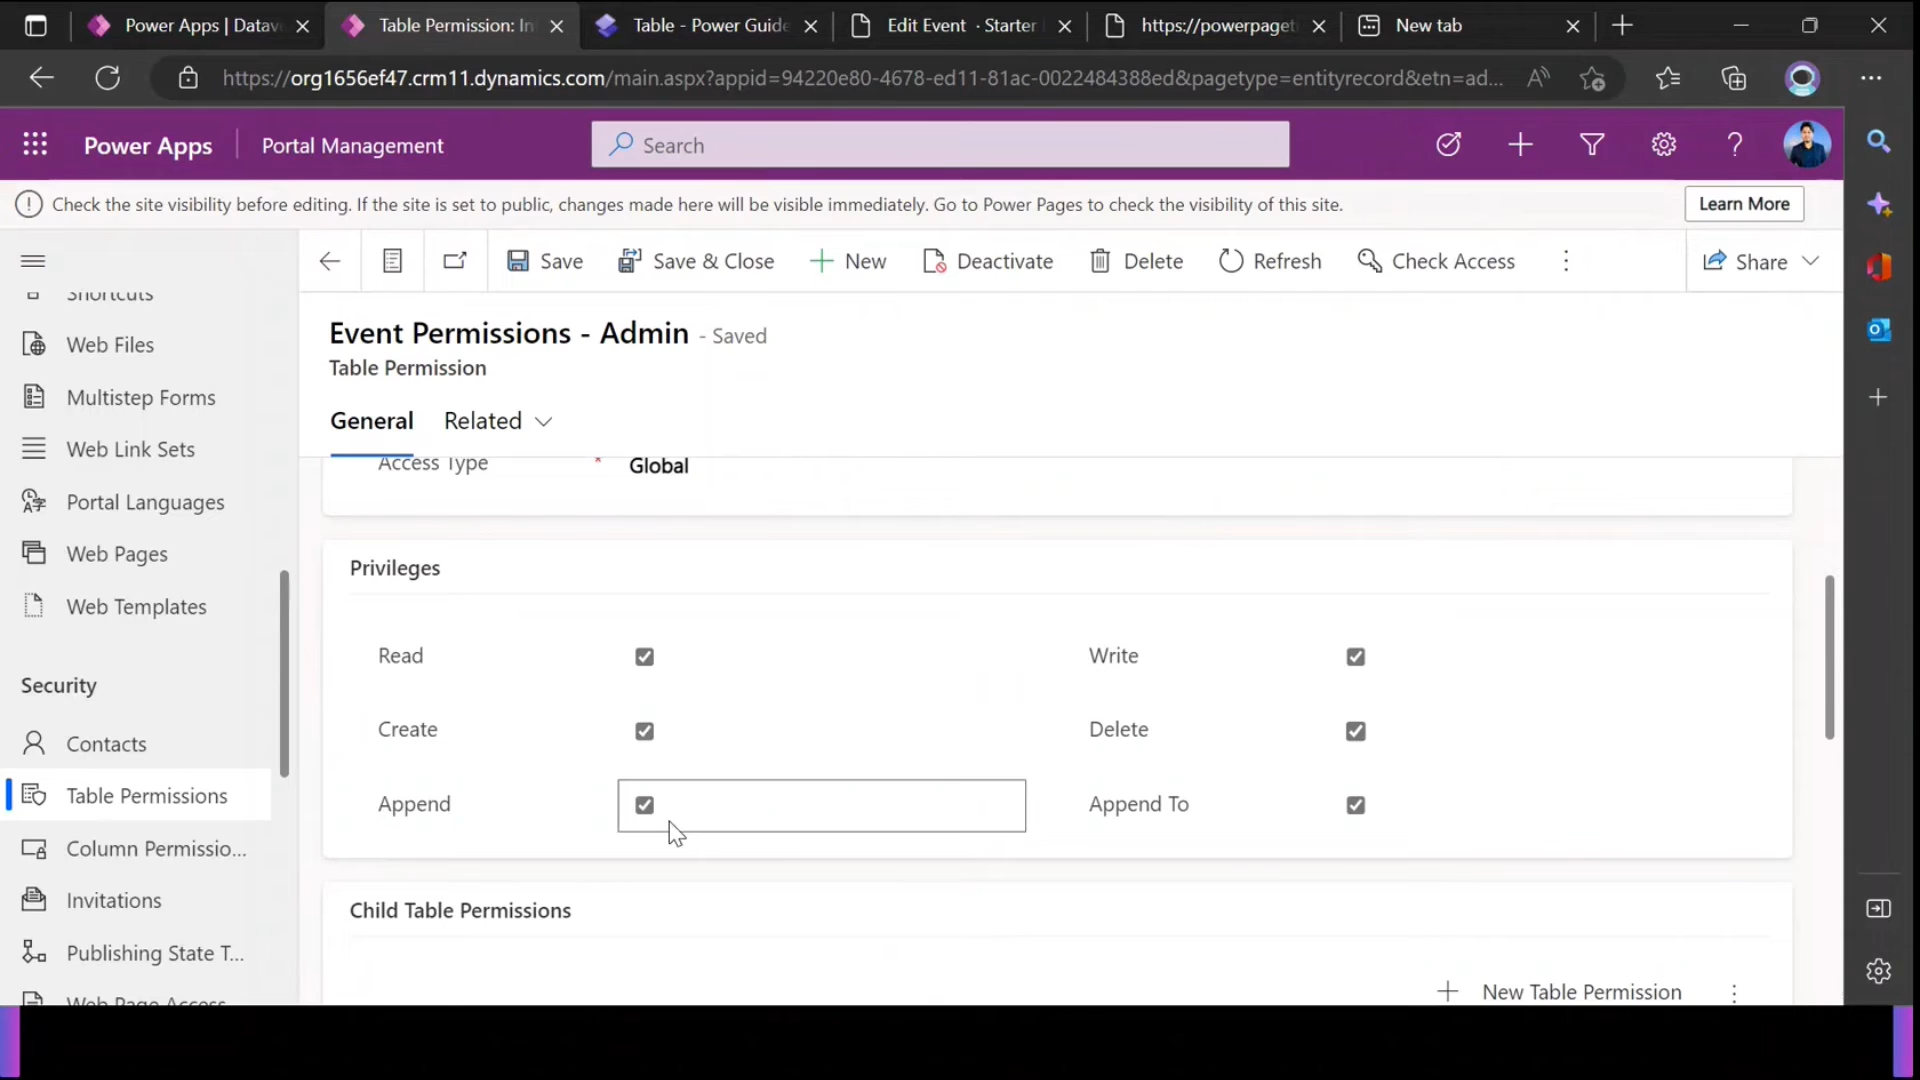 Power Apps | Datav
Table Permission: In
Table - Power Guide
Edit Event · Starter
https://powerpaget
New tab
https://org1656ef47.crm11.dynamics.com/main.aspx?appid=94220e80-4678-ed11-81ac-0022484388ed&pagetype=entityrecord&etn=ad...
Power Apps
Portal Management
Search
Check the site visibility before editing. If the site is set to public, changes made here will be visible immediately. Go to Power Pages to check the visibility of this site.
Learn More
Save
Save & Close
New
Deactivate
Delete
Refresh
Check Access
Share
Shortcuts
Web Files
Multistep Forms
Web Link Sets
Portal Languages
Web Pages
Web Templates
Security
Contacts
Table Permissions
Column Permissio...
Invitations
Publishing State T...
Web Page Access
Event Permissions - Admin - Saved
Table Permission
General
Related
Access Type * Global
Privileges
Read
Write
Create
Delete
Append
Append To
Child Table Permissions
New Table Permission